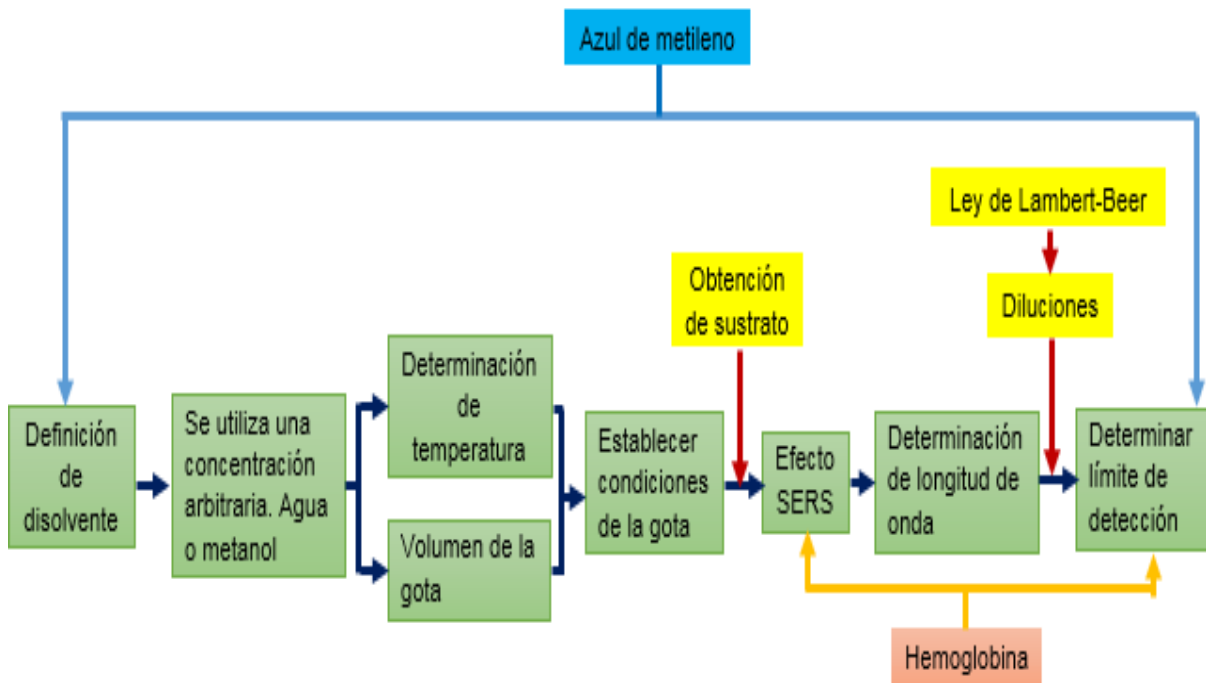 Azul de metileno
Ley de Lambert-Beer
Obtención
de sustrato
Diluciones
Definición
de
disolvente
Se utiliza una
concentración
arbitraria. Agua
o metanol
Determinación
de
temperatura
Volumen de la
gota
Establecer
condiciones
de la gota
Efecto
SERS
Determinación
de longitud de
onda
Determinar
límite de
detección
Hemoglobina